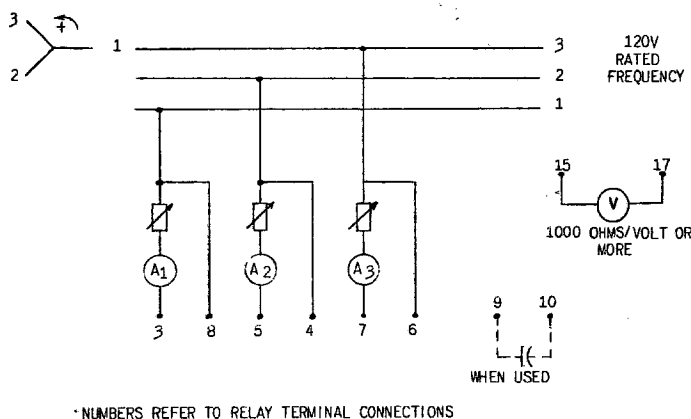 3
+
1
2
3
2
1
120V
RATED
FREQUENCY
15
17
V
1000 OHMS/VOLT OR
MORE
A1
A2
A3
3
8
5
4
7
6
9
10
WHEN USED
*NUMBERS REFER TO RELAY TERMINAL CONNECTIONS